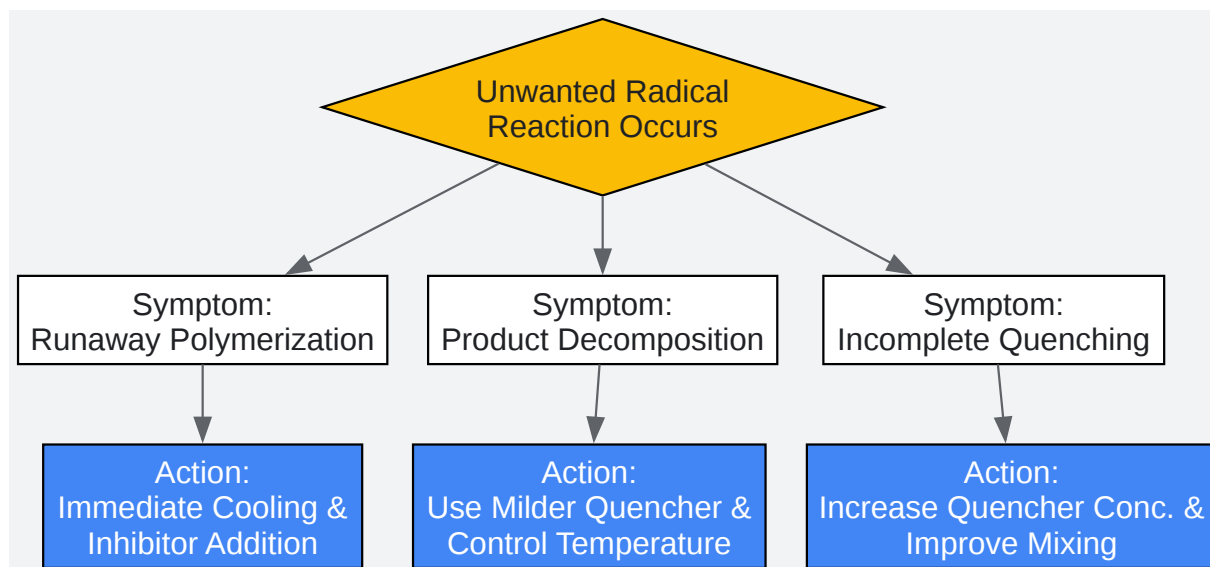 Unwanted Radical
Reaction Occurs
Symptom:
Runaway Polymerization
Symptom:
Product Decomposition
Symptom:
Incomplete Quenching
Action:
Immediate Cooling &
Inhibitor Addition
Action:
Use Milder Quencher &
Control Temperature
Action:
Increase Quencher Conc. &
Improve Mixing